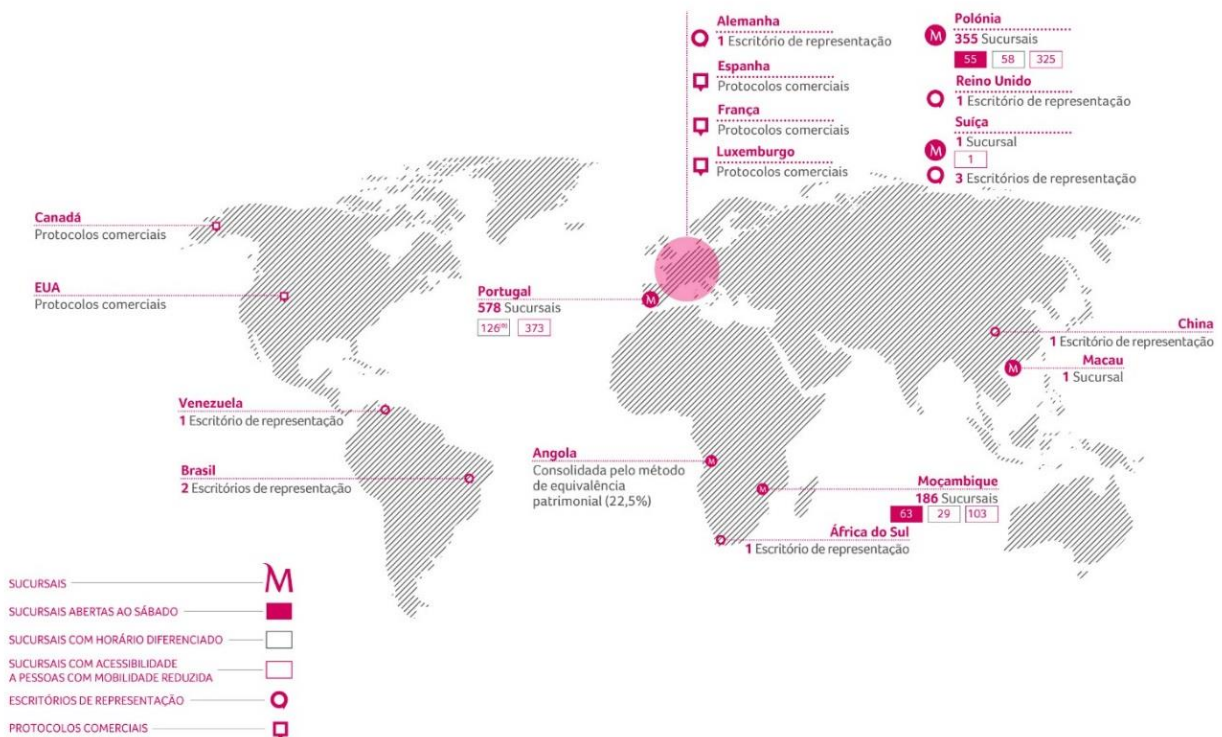 Alemanha
1 Escritório de representação
Espanha
Protocolos comerciais
França
Protocolos comerciais
Luxemburgo
Protocolos comerciais
M
Polónia
355 Sucursais
55 58 325
Reino Unido
1 Escritório de representação
Suíça
M
1 Sucursal
1
3 Escritórios de representação
Canadá
Protocolos comerciais
EUA
Protocolos comerciais
Portugal
578 Sucursais
M
373
China
1 Escritório de representação
Macau
M
1 Sucursal
Venezuela
1 Escritório de representação
Brasil
2 Escritórios de representação
Angola
M
Consolidada pelo método
de equivalência
patrimonial (22,5%)
Moçambique
M
186 Sucursais
63 29 103
África do Sul
1 Escritório de representação
SUCURSAIS M
SUCURSAIS ABERTAS AO SÁBADO
SUCURSAIS COM HORÁRIO DIFERENCIADO
SUCURSAIS COM ACESSIBILIDADE
A PESSOAS COM MOBILIDADE REDUZIDA
ESCRITÓRIOS DE REPRESENTAÇÃO
PROTOCOLOS COMERCIAIS